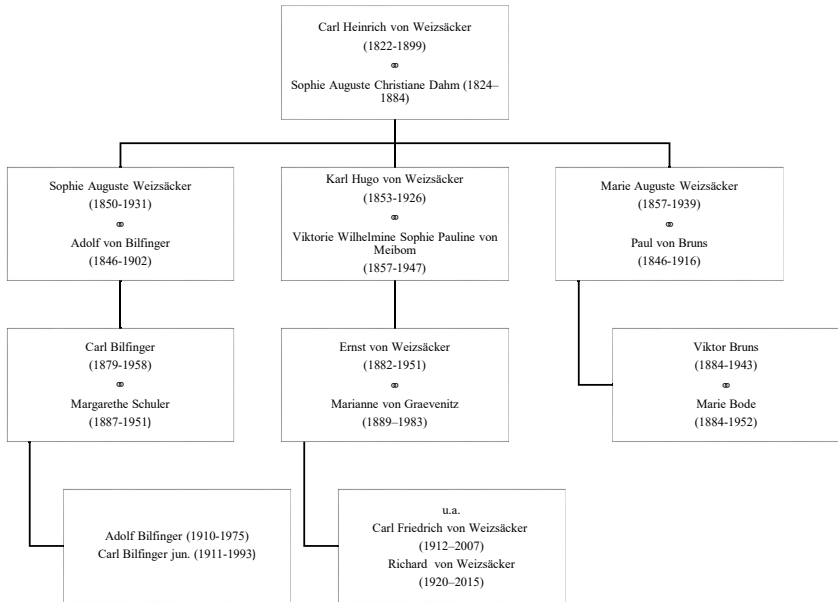 Carl Heinrich von Weizsäcker
(1822-1899)
⚭
Sophie Auguste Christiane Dahm (1824–
1884)
Sophie Auguste Weizsäcker
(1850-1931)
⚭
Adolf von Bilfinger
(1846-1902)
Karl Hugo von Weizsäcker
(1853-1926)
⚭
Viktorie Wilhelmine Sophie Pauline von
Meibom
(1857-1947)
Marie Auguste Weizsäcker
(1857-1939)
⚭
Paul von Bruns
(1846-1916)
Carl Bilfinger
(1879-1958)
⚭
Margarethe Schuler
(1887-1951)
Ernst von Weizsäcker
(1882-1951)
⚭
Marianne von Graevenitz
(1889–1983)
Viktor Bruns
(1884-1943)
⚭
Marie Bode
(1884-1952)
Adolf Bilfinger (1910-1975)
Carl Bilfinger jun. (1911-1993)
u.a.
Carl Friedrich von Weizsäcker
(1912–2007)
Richard von Weizsäcker
(1920–2015)